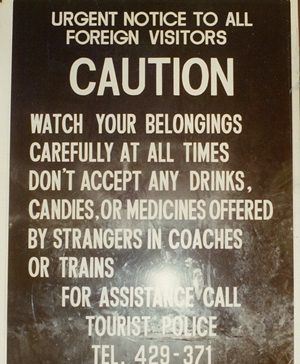 URGENT NOTICE TO ALL
FOREIGN VISITORS
CAUTION
WATCH YOUR BELONGINGS
CAREFULLY AT ALL TIMES
DON'T ACCEPT ANY DRINKS,
CANDIES, OR MEDICINES OFFERED
BY STRANGERS IN COACHES
OR TRAINS
FOR ASSISTANCE CALL
TOURIST POLICE
TEL. 429-371